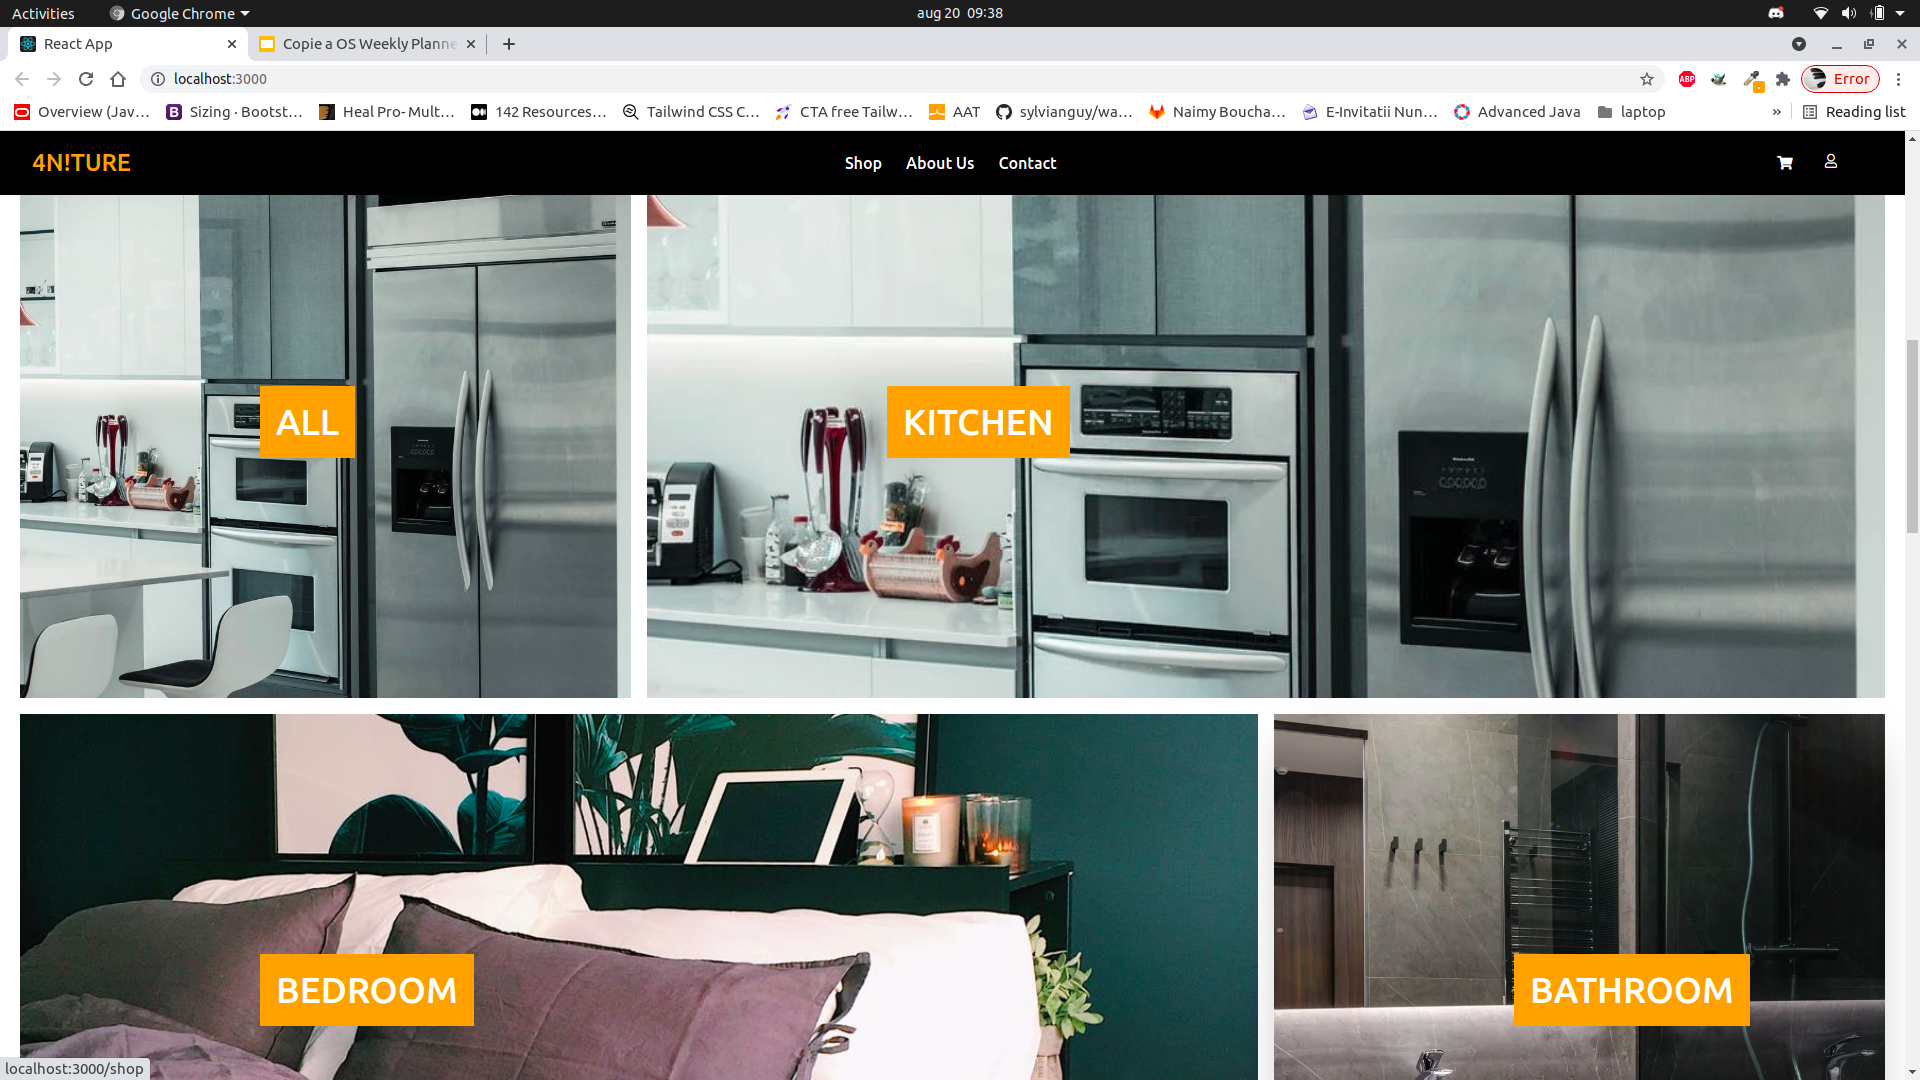 Activities
Google Chrome
aug 20 09:38
React App
Copie a OS Weekly Planne
localhost:3000
ABP
Error
Overview (Jav…
Sizing · Bootst…
Heal Pro- Mult…
142 Resources…
Tailwind CSS C…
CTA free Tailw…
AAT
sylvianguy/wa…
Naimy Boucha…
E-Invitatii Nun…
Advanced Java
laptop
»
Reading list
4N!TURE
Shop
About Us
Contact
ALL
KITCHEN
BEDROOM
BATHROOM
localhost:3000/shop